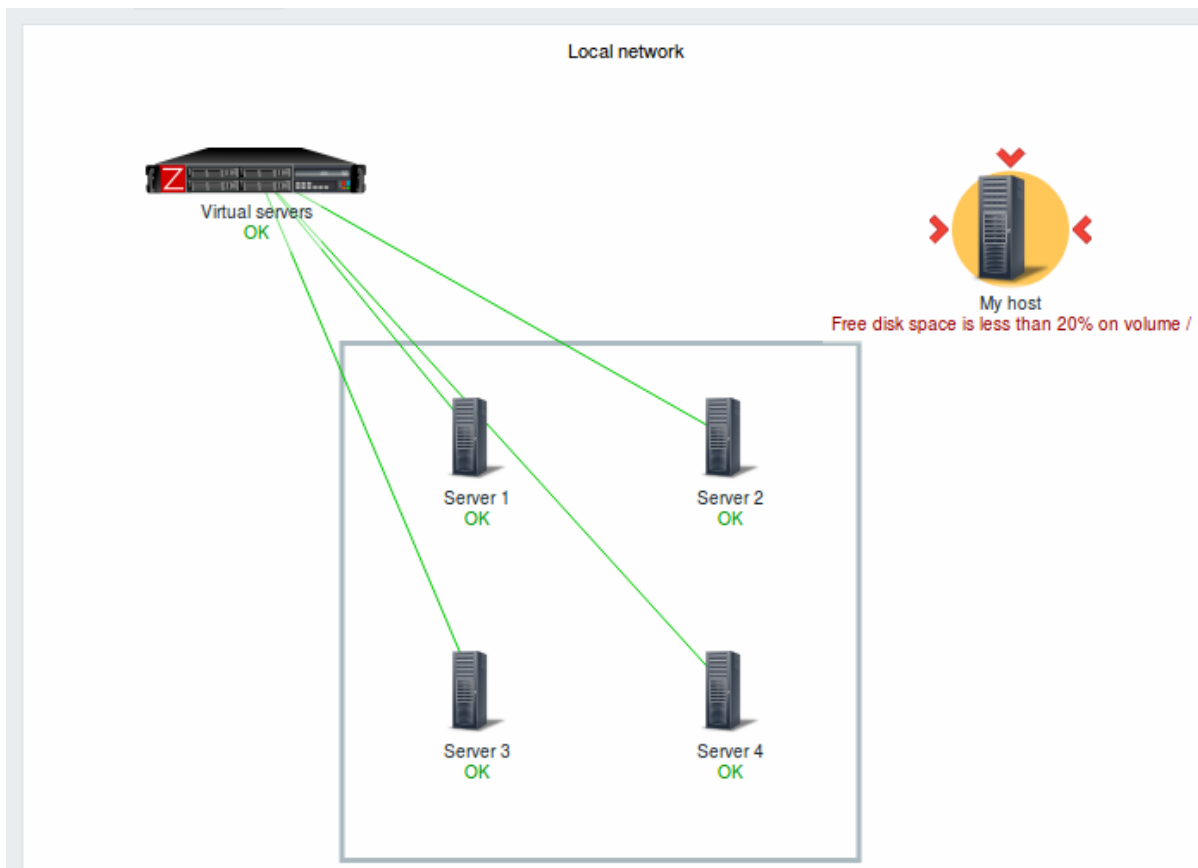 Local network
Z
Virtual servers
OK
My host
Free disk space is less than 20% on volume /
Server 1
OK
Server 2
OK
Server 3
OK
Server 4
OK